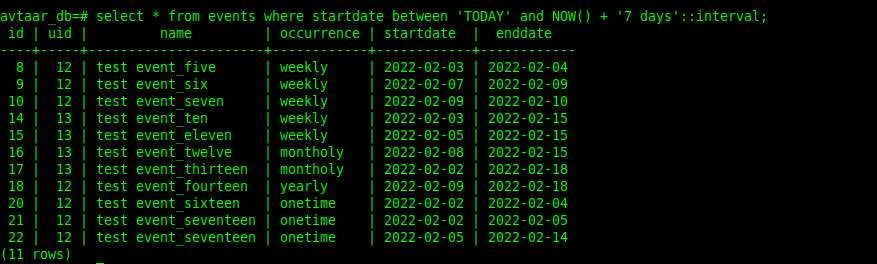 avtaar_db=# select * from events where startdate between 'TODAY' and NOW() + '7 days'::interval;
 id | uid |         name         | occurrence | startdate  |  enddate
----+-----+----------------------+------------+------------+------------
  8 |  12 | test event_five      | weekly     | 2022-02-03 | 2022-02-04
  9 |  12 | test event_six       | weekly     | 2022-02-07 | 2022-02-09
 10 |  12 | test event_seven     | weekly     | 2022-02-09 | 2022-02-10
 14 |  13 | test event_ten       | weekly     | 2022-02-03 | 2022-02-15
 15 |  13 | test event_eleven    | weekly     | 2022-02-05 | 2022-02-15
 16 |  13 | test event_twelve    | montholy   | 2022-02-08 | 2022-02-15
 17 |  13 | test event_thirteen  | montholy   | 2022-02-02 | 2022-02-18
 18 |  12 | test event_fourteen  | yearly     | 2022-02-09 | 2022-02-18
 20 |  12 | test event_sixteen   | onetime    | 2022-02-02 | 2022-02-04
 21 |  12 | test event_seventeen | onetime    | 2022-02-02 | 2022-02-05
 22 |  12 | test event_seventeen | onetime    | 2022-02-05 | 2022-02-14
(11 rows)